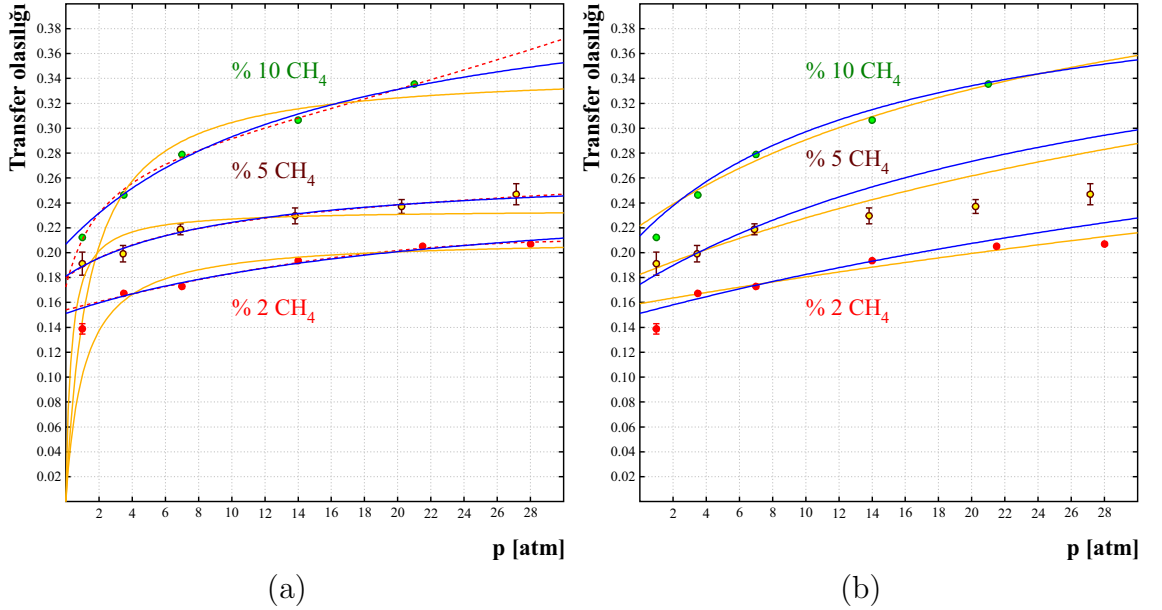 Transfer olasılığı
0.38
0.36
0.34
0.32
0.30
0.28
0.26
0.24
0.22
0.20
0.18
0.16
0.14
0.12
0.10
0.08
0.06
0.04
0.02
% 10 CH4
% 5 CH4
% 2 CH4
2 4 6 8 10 12 14 16 18 20 22 24 26 28
p [atm]
(a)
Transfer olasılığı
0.38
0.36
0.34
0.32
0.30
0.28
0.26
0.24
0.22
0.20
0.18
0.16
0.14
0.12
0.10
0.08
0.06
0.04
0.02
% 10 CH4
% 5 CH4
% 2 CH4
2 4 6 8 10 12 14 16 18 20 22 24 26 28
p [atm]
(b)